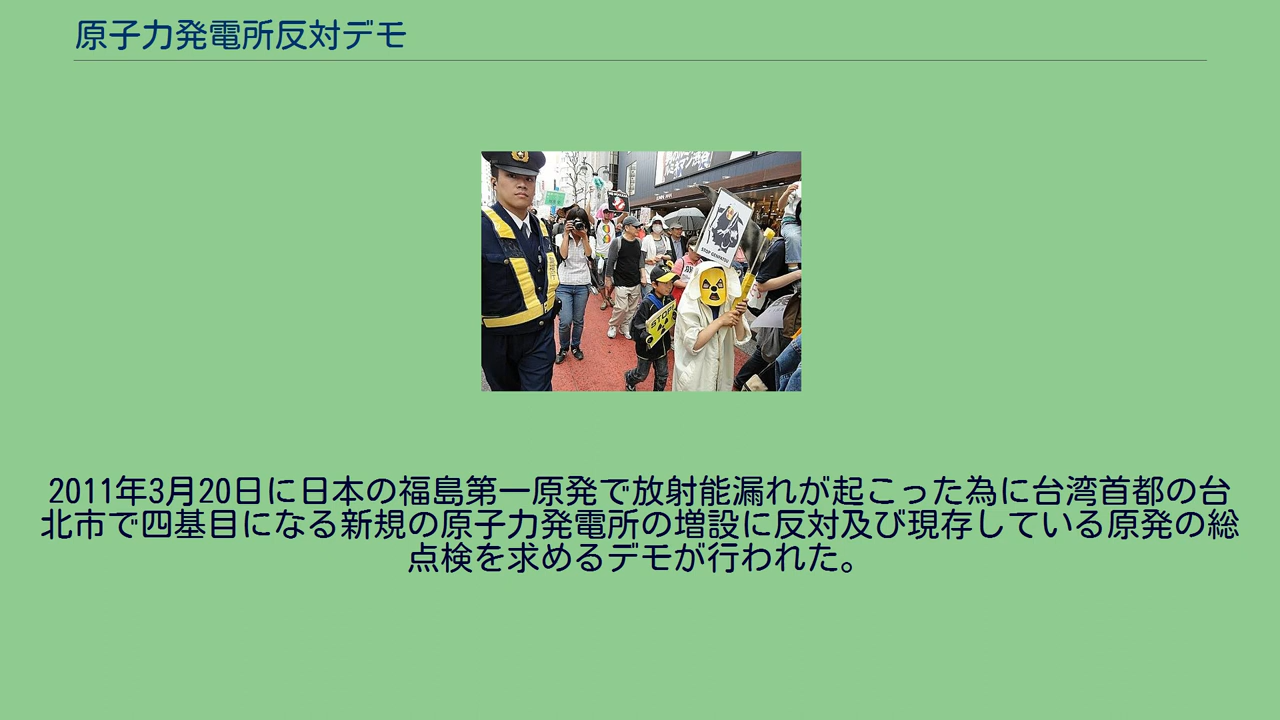 原子力発電所反対デモ
STOP GENPATSU
STOP
2011年3月20日に日本の福島第一原発で放射能漏れが起こった為に台湾首都の台
北市で四基目になる新規の原子力発電所の増設に反対及び現存している原発の総
点検を求めるデモが行われた。